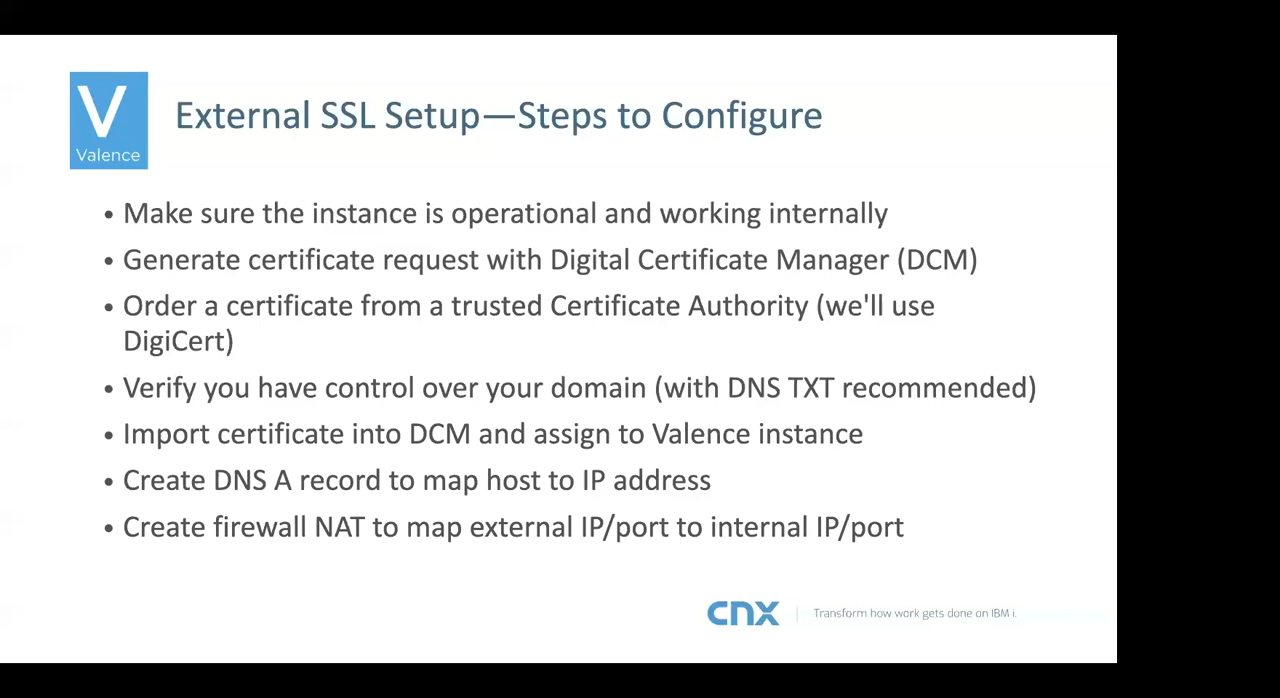 V
Valence
External SSL Setup—Steps to Configure
• Make sure the instance is operational and working internally
• Generate certificate request with Digital Certificate Manager (DCM)
• Order a certificate from a trusted Certificate Authority (we'll use
DigiCert)
• Verify you have control over your domain (with DNS TXT recommended)
• Import certificate into DCM and assign to Valence instance
• Create DNS A record to map host to IP address
• Create firewall NAT to map external IP/port to internal IP/port
cnx
Transform how work gets done on IBM i.